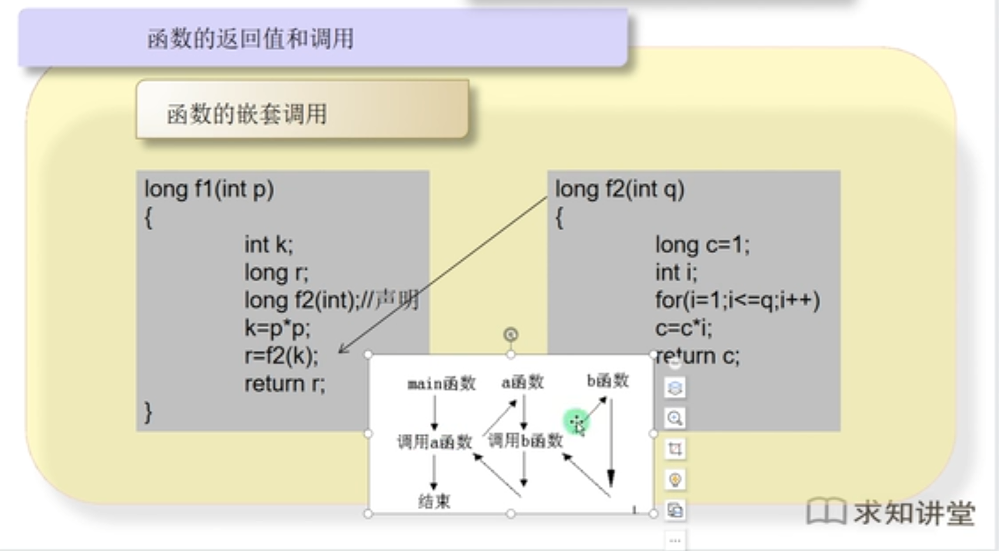 函数的返回值和调用
函数的嵌套调用
long f1(int p)
{
int k;
long r;
long f2(int);//声明
k=p*p;
r=f2(k);
return r;
}
long f2(int q)
{
long c=1;
int i;
for(i=1;i<=q;i++)
c=c*i;
return c;
main函数 a函数 b函数
调用a函数 调用b函数
结束
求知讲堂